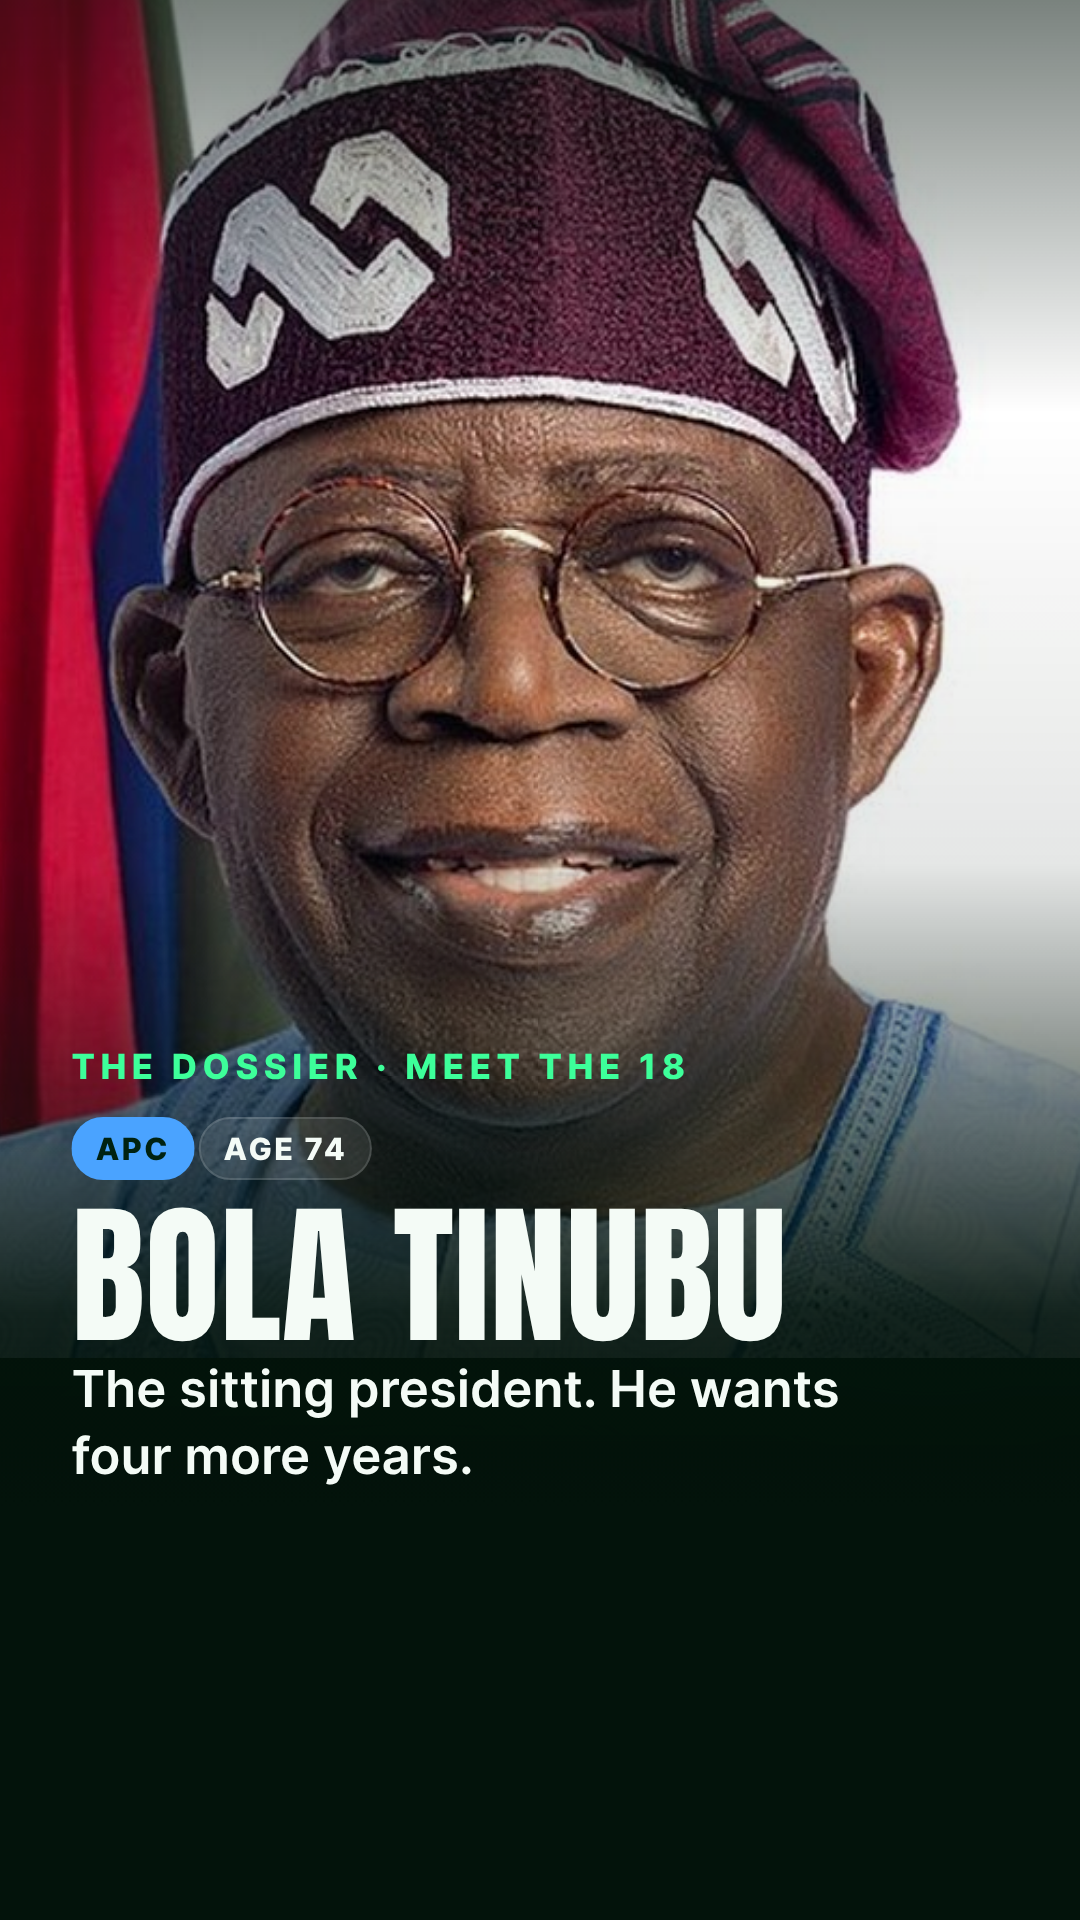 THE DOSSIER · MEET THE 18
APC
AGE 74
BOLA TINUBU
The sitting president. He wants
four more years.